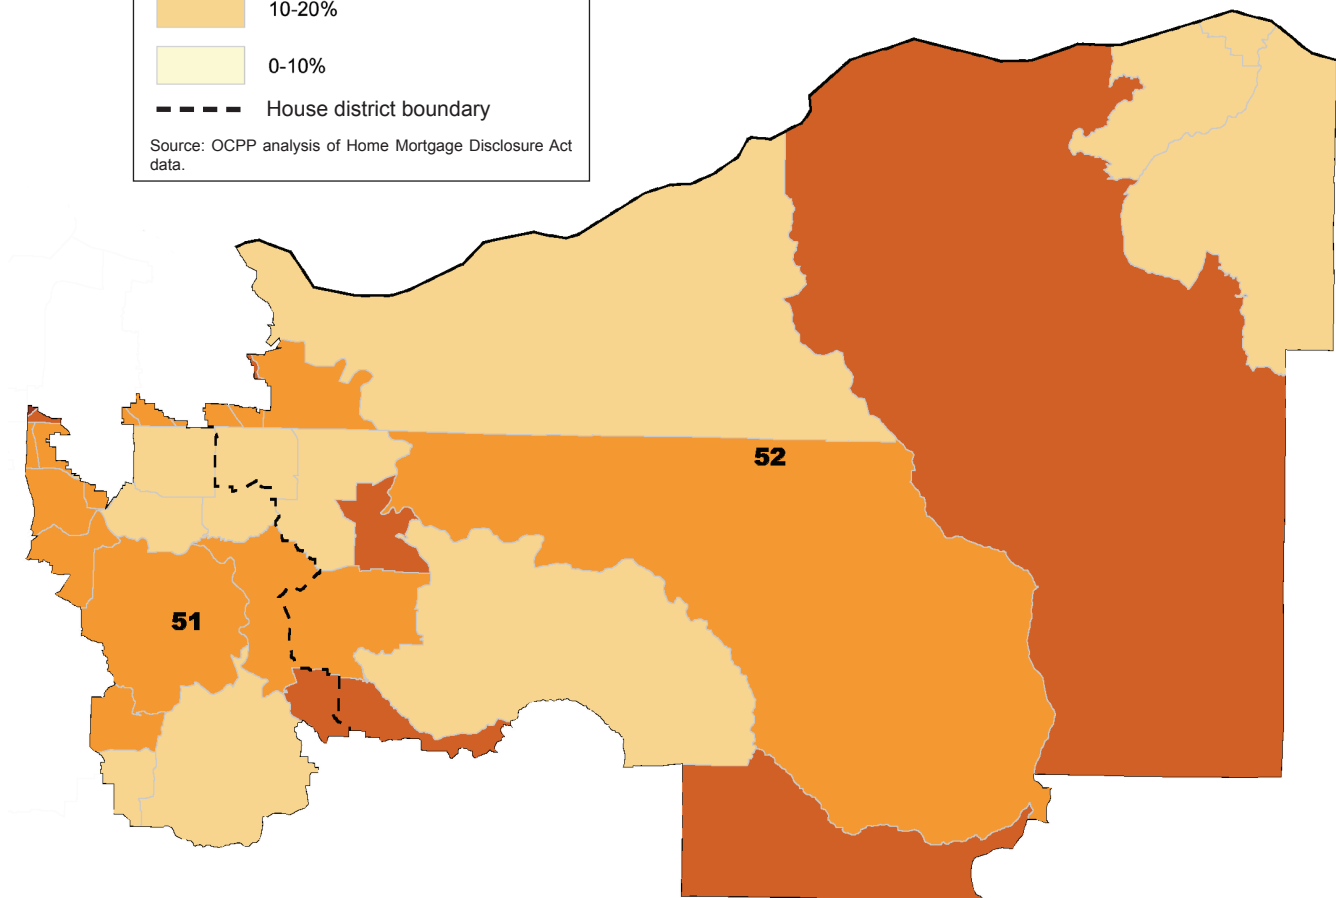 10-20%
0-10%
House district boundary
Source: OCPP analysis of Home Mortgage Disclosure Act
data.
52
51